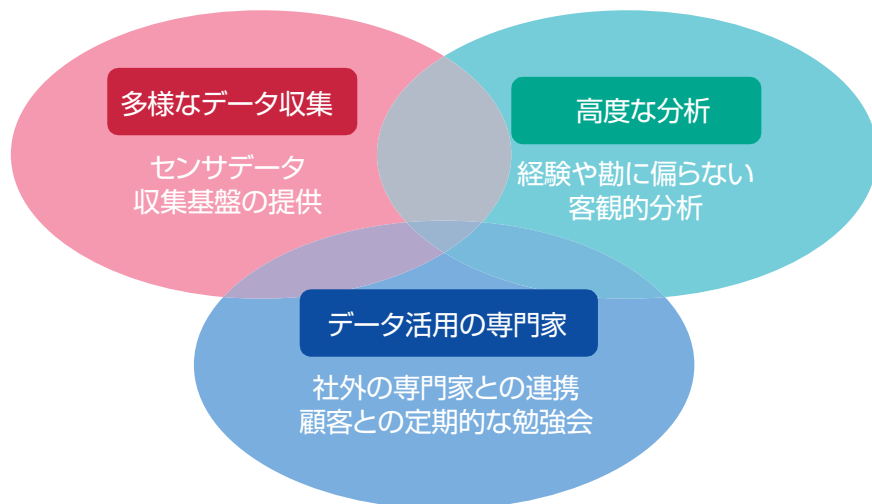 多様なデータ収集
センサデータ
収集基盤の提供
高度な分析
経験や勘に偏らない
客観的分析
データ活用の専門家
社外の専門家との連携
顧客との定期的な勉強会